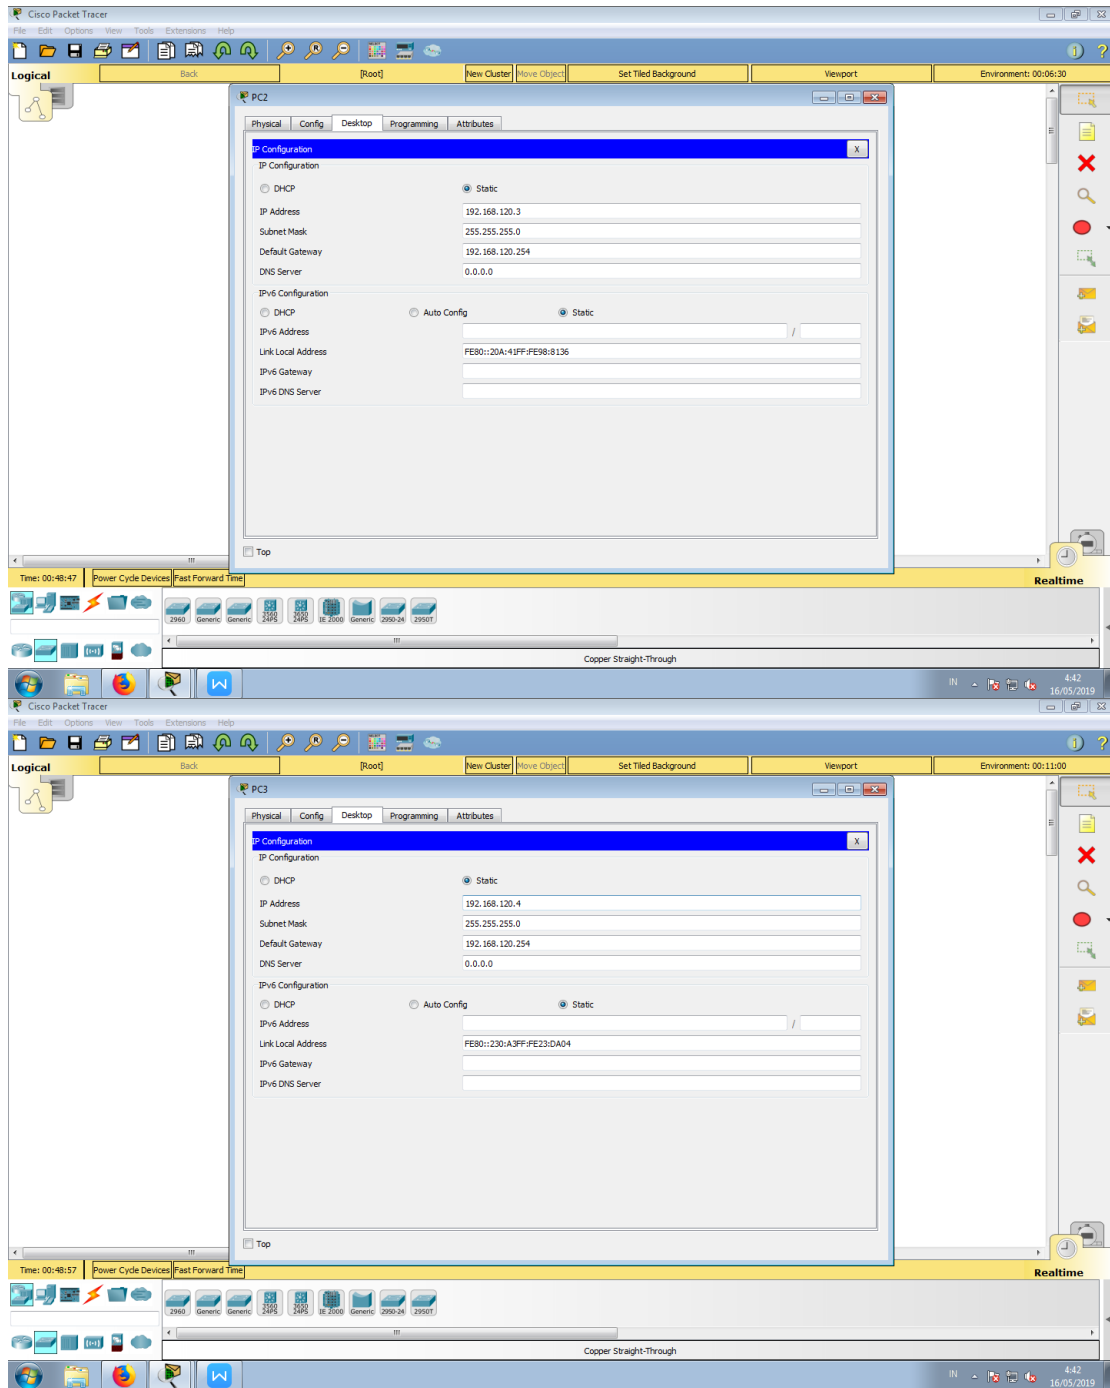 Cisco Packet Tracer
File Edit Options View Tools Extensions Help
Logical Back [Root] New Cluster Move Object Set Tiled Background Viewport Environment: 00:06:30
PC2
Physical Config Desktop Programming Attributes
IP Configuration X
IP Configuration
DHCP Static
IP Address 192.168.120.3
Subnet Mask 255.255.255.0
Default Gateway 192.168.120.254
DNS Server 0.0.0.0
IPv6 Configuration
DHCP Auto Config Static
IPv6 Address /
Link Local Address FE80::20A:41FF:FE98:8136
IPv6 Gateway
IPv6 DNS Server
Top
Time: 00:48:47 Power Cycle Devices Fast Forward Time Realtime
2960 Generic Generic 3560 24PS 3650 24PS IE 2000 Generic 2950-24 2950T
Copper Straight-Through
IN 4:42
16/05/2019
Cisco Packet Tracer
File Edit Options View Tools Extensions Help
Logical Back [Root] New Cluster Move Object Set Tiled Background Viewport Environment: 00:11:00
PC3
Physical Config Desktop Programming Attributes
IP Configuration X
IP Configuration
DHCP Static
IP Address 192.168.120.4
Subnet Mask 255.255.255.0
Default Gateway 192.168.120.254
DNS Server 0.0.0.0
IPv6 Configuration
DHCP Auto Config Static
IPv6 Address /
Link Local Address FE80::230:A3FF:FE23:DA04
IPv6 Gateway
IPv6 DNS Server
Top
Time: 00:48:57 Power Cycle Devices Fast Forward Time Realtime
2960 Generic Generic 3560 24PS 3650 24PS IE 2000 Generic 2950-24 2950T
Copper Straight-Through
IN 4:42
16/05/2019